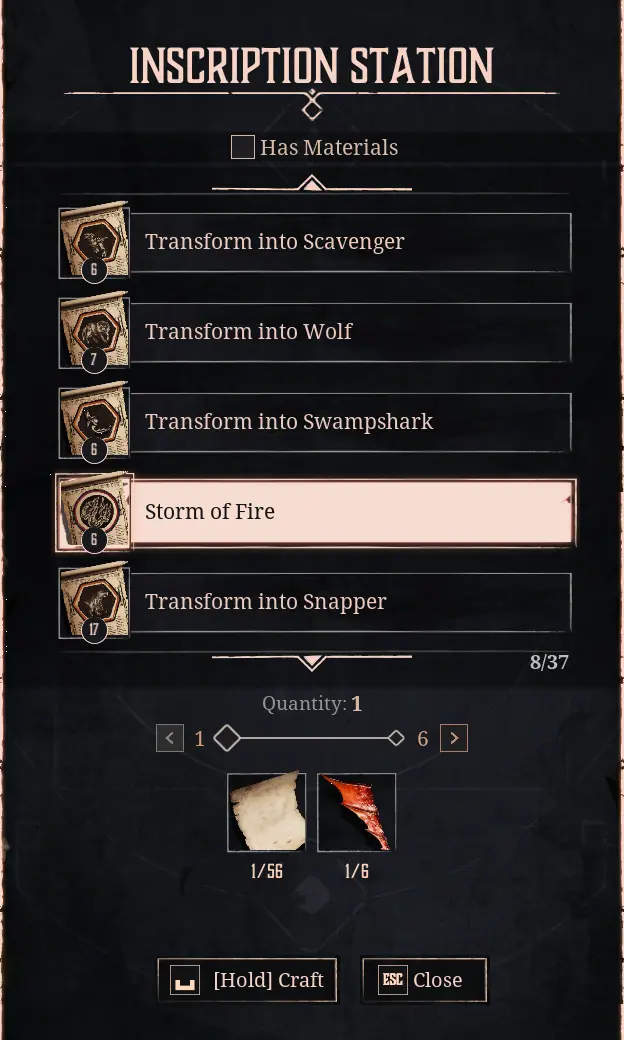 INSCRIPTION STATION
Has Materials
Transform into Scavenger
6
Transform into Wolf
7
Transform into Swampshark
6
Storm of Fire
6
Transform into Snapper
17
8/37
Quantity: 1
< 1 6 >
1/56 1/6
[Hold] Craft ESC Close